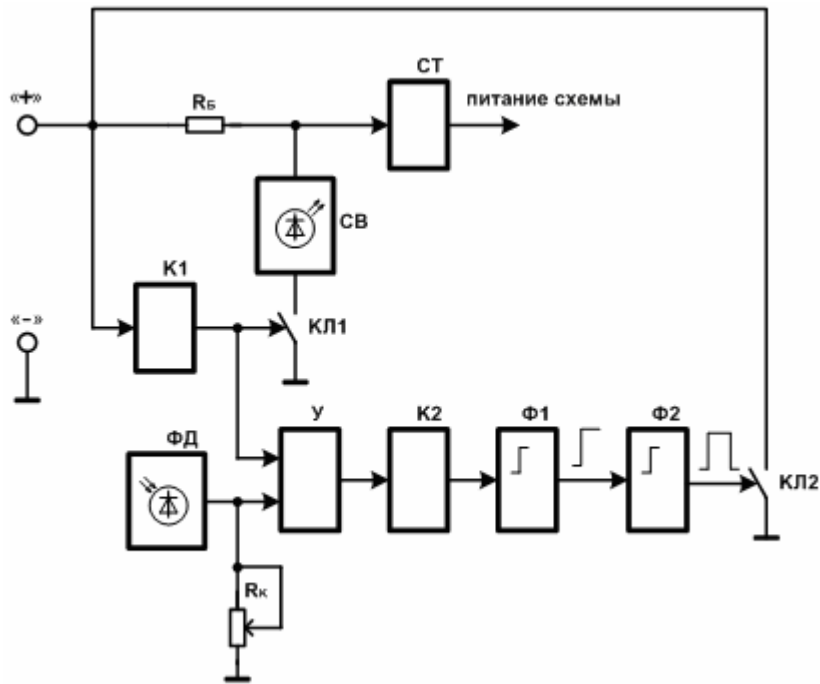 СТ
RБ
питание схемы
«+»
СВ
К1
«-»
КЛ1
У
К2
Ф1
Ф2
ФД
КЛ2
RК